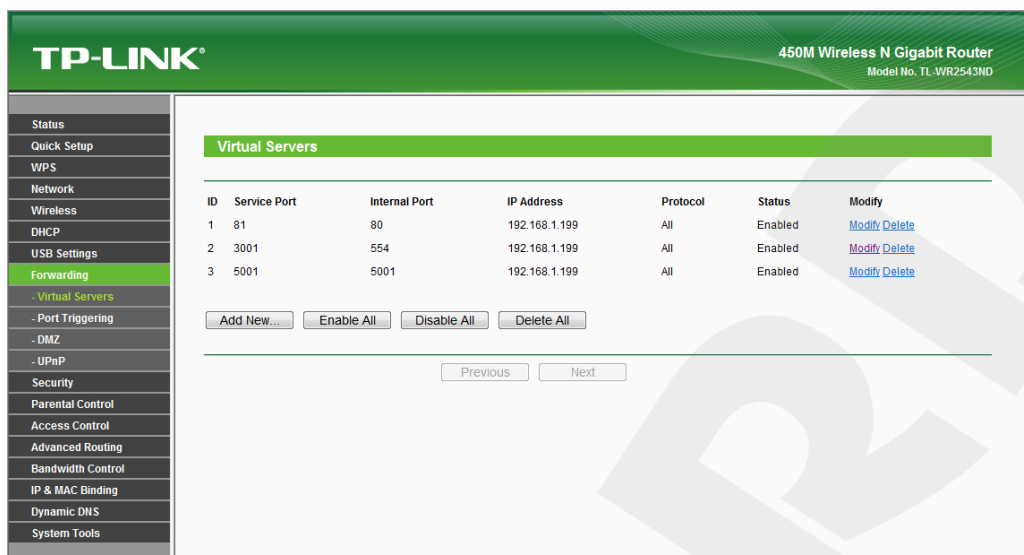 TP-LINK®
450M Wireless N Gigabit Router
Model No. TL-WR2543ND
Status
Quick Setup
WPS
Network
Wireless
DHCP
USB Settings
Forwarding
- Virtual Servers
- Port Triggering
- DMZ
- UPnP
Security
Parental Control
Access Control
Advanced Routing
Bandwidth Control
IP & MAC Binding
Dynamic DNS
System Tools
Virtual Servers
ID Service Port Internal Port IP Address Protocol Status Modify
1 81 80 192.168.1.199 All Enabled Modify Delete
2 3001 554 192.168.1.199 All Enabled Modify Delete
3 5001 5001 192.168.1.199 All Enabled Modify Delete
Add New... Enable All Disable All Delete All
Previous Next